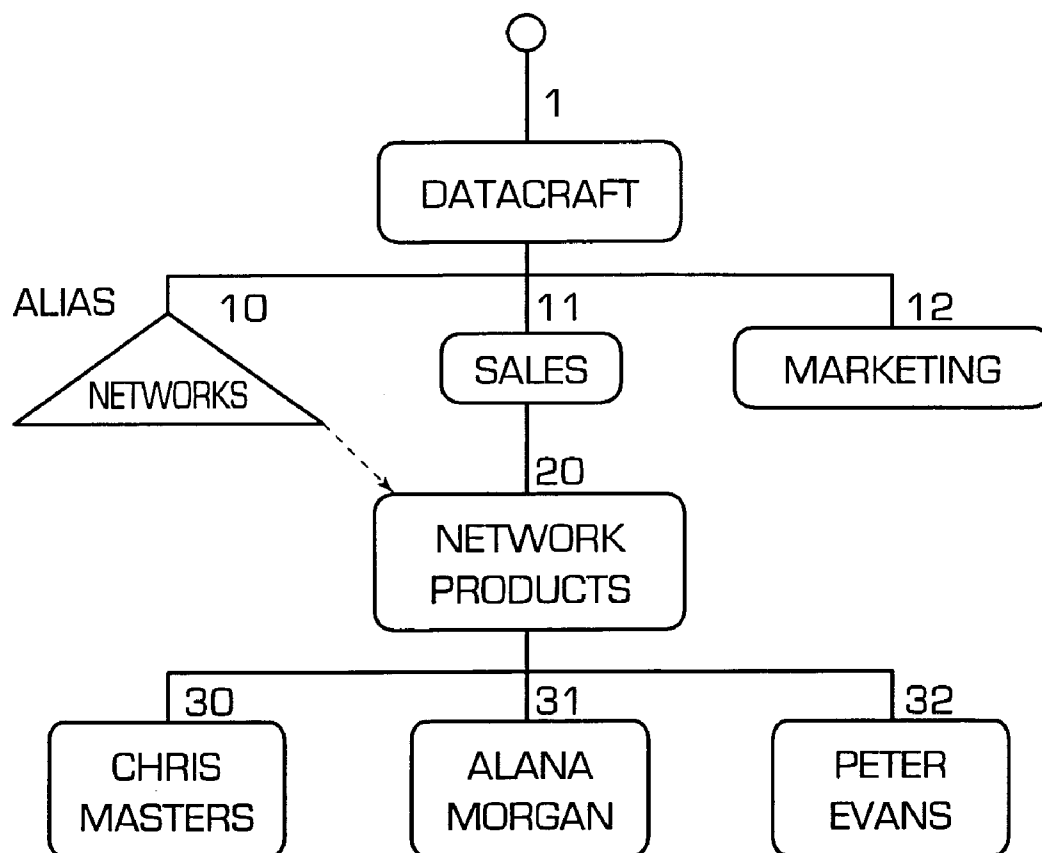 1
DATACRAFT
ALIAS
10
11
12
NETWORKS
SALES
MARKETING
20
NETWORK
PRODUCTS
30
31
32
CHRIS
MASTERS
ALANA
MORGAN
PETER
EVANS